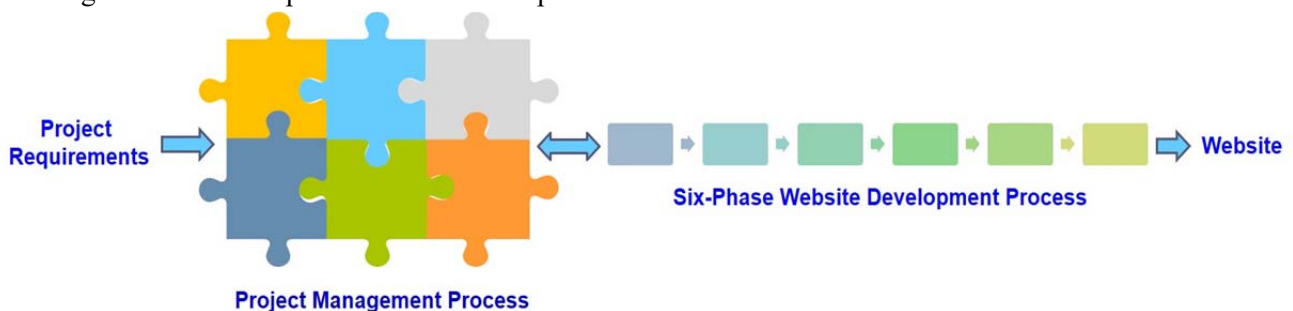 Project
Requirements
Website
Six-Phase Website Development Process
Project Management Process